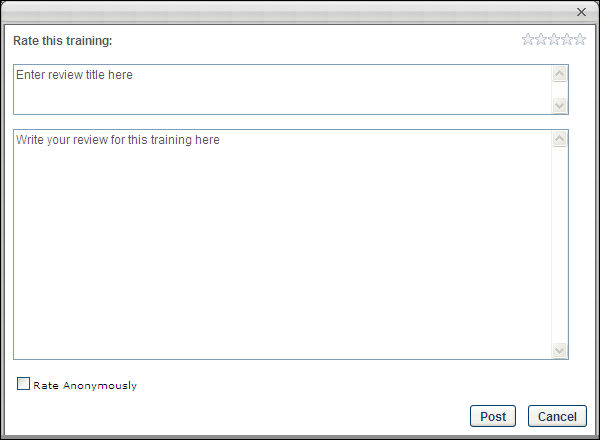 Rate this training:
Enter review title here
Write your review for this training here
Rate Anonymously
Post Cancel